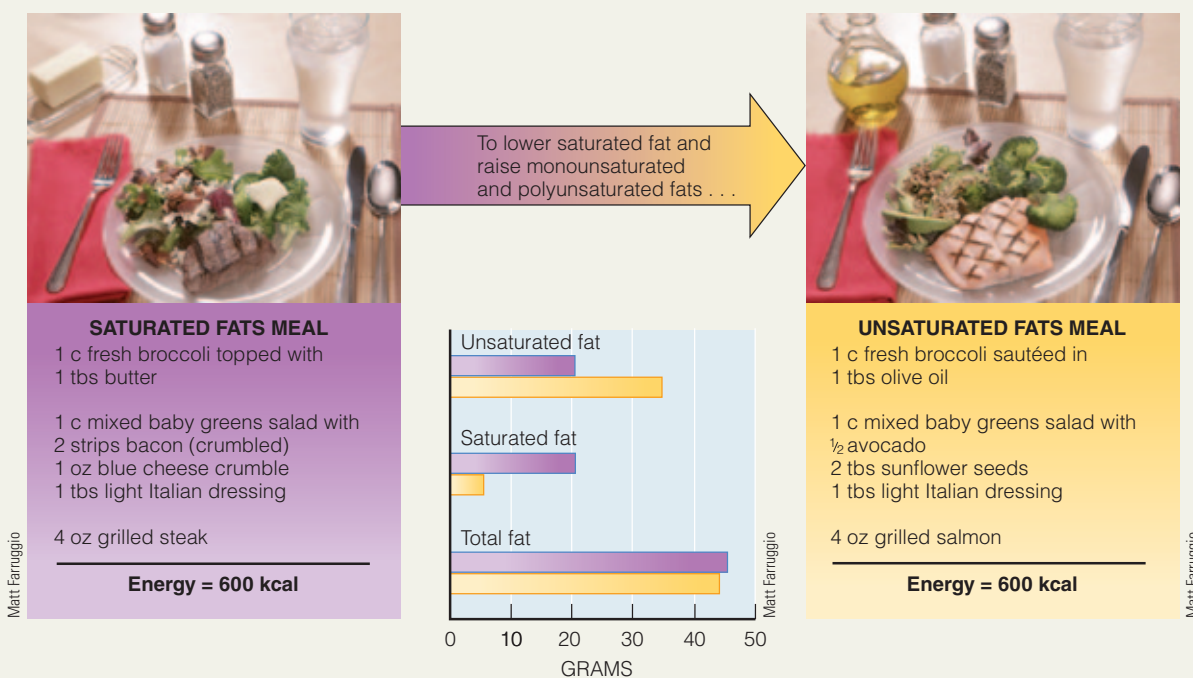 To lower saturated fat and
raise monounsaturated
and polyunsaturated fats . . .
SATURATED FATS MEAL
1 c fresh broccoli topped with
1 tbs butter
1 c mixed baby greens salad with
2 strips bacon (crumbled)
1 oz blue cheese crumble
1 tbs light Italian dressing
4 oz grilled steak
Energy = 600 kcal
Matt Farruggio
Unsaturated fat
Saturated fat
Total fat
0 10 20 30 40 50
GRAMS
Matt Farruggio
UNSATURATED FATS MEAL
1 c fresh broccoli sautéed in
1 tbs olive oil
1 c mixed baby greens salad with
½ avocado
2 tbs sunflower seeds
1 tbs light Italian dressing
4 oz grilled salmon
Energy = 600 kcal
Matt Farruggio